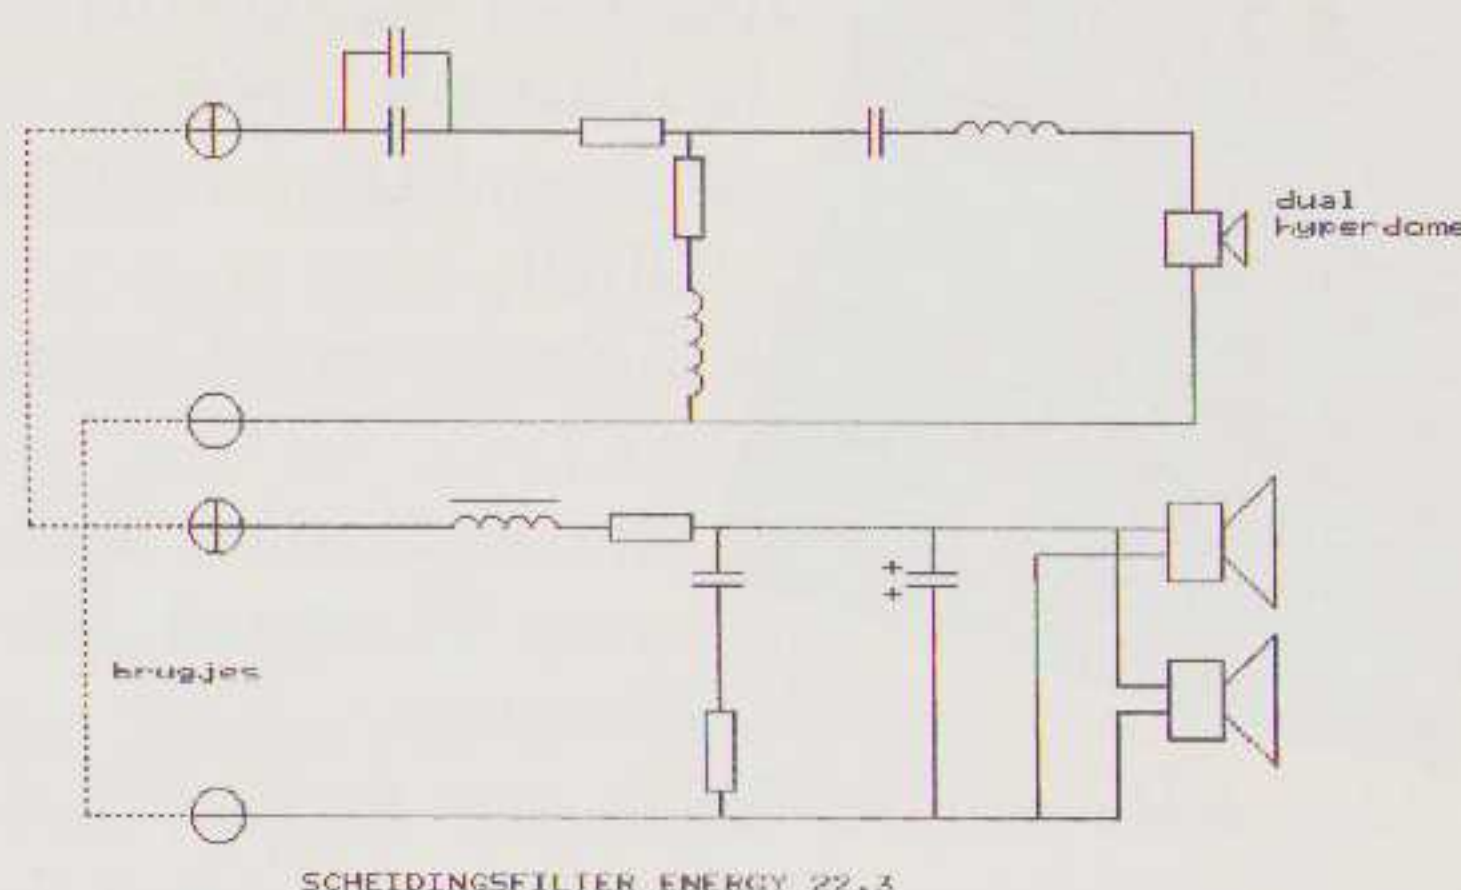 dual
hyperdome
+
+
brugjes
SCHEIDINGSFILTER ENERGY 22.3